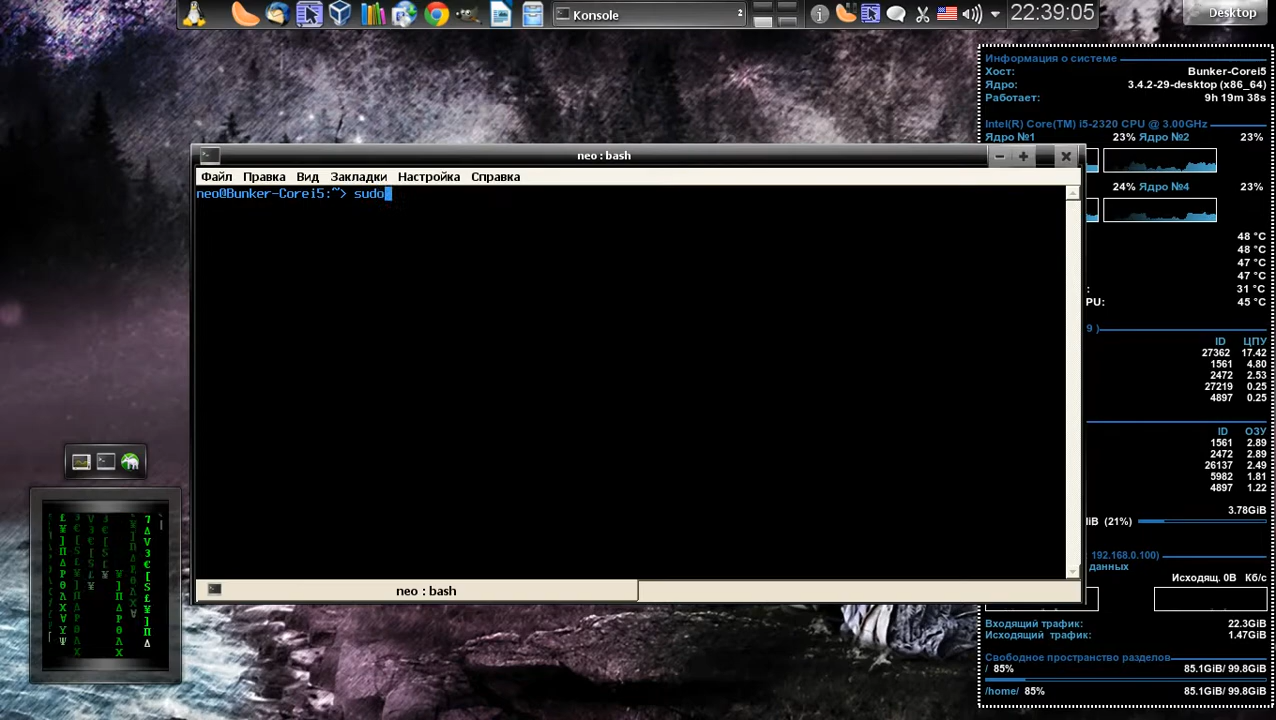 Konsole
2
22:39:05
Desktop
neo : bash
Файл Правка Вид Закладки Настройка Справка
neo@Bunker-Corei5:~> sudo
neo : bash
Информация о системе
Хост: Bunker-Corei5
Ядро: 3.4.2-29-desktop (x86_64)
Работает: 9h 19m 38s
Intel(R) Core(TM) i5-2320 CPU @ 3.00GHz
Ядро №1 23% Ядро №2 23%
24% Ядро №4 23%
48 °C
48 °C
47 °C
47 °C
: 31 °C
PU: 45 °C
9 )
ID ЦПУ
27362 17.42
1561 4.80
2472 2.53
27219 0.25
4897 0.25
ID ОЗУ
1561 2.89
2472 2.89
26137 2.49
5982 1.81
4897 1.22
3.78GiB
iB (21%)
192.168.0.100)
данных
Исходящ. 0B Кб/с
Входящий трафик: 22.3GiB
Исходящий трафик: 1.47GiB
Свободное пространство разделов
/ 85% 85.1GiB/ 99.8GiB
/home/ 85% 85.1GiB/ 99.8GiB